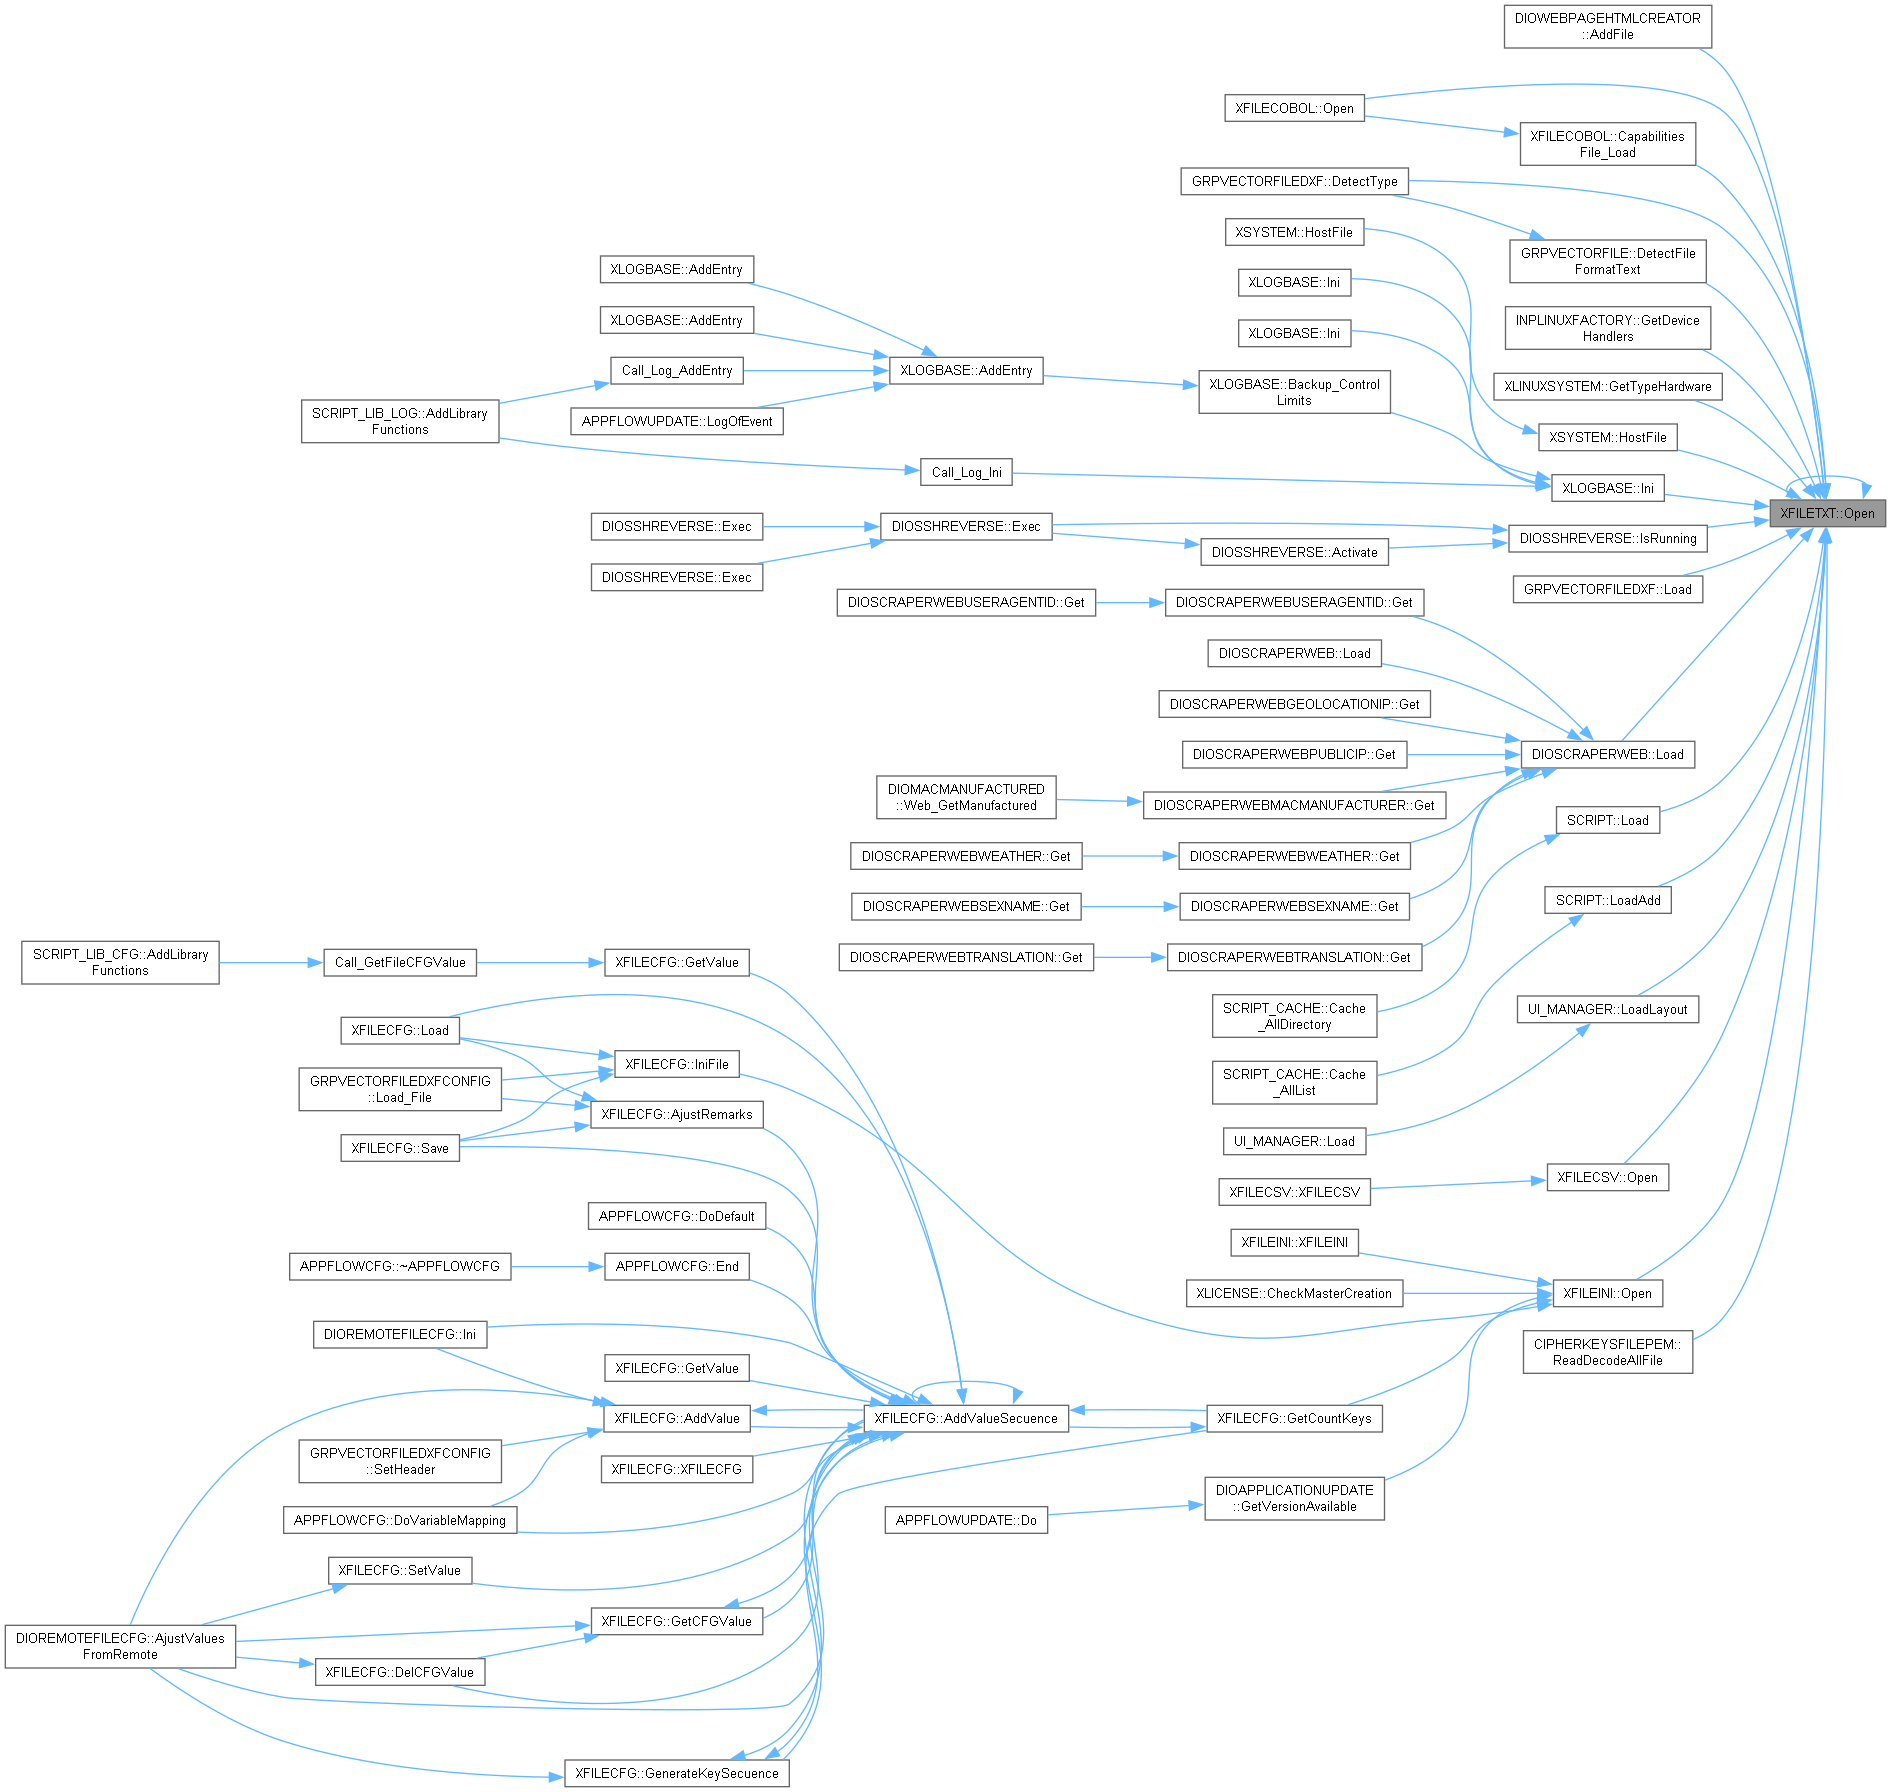 DIOWEBPAGEHTMLCREATOR
::AddFile
XFILECOBOL::Open
XFILECOBOL::Capabilities
File_Load
GRPVECTORFILEDXF::DetectType
XSYSTEM::HostFile
GRPVECTORFILE::DetectFile
FormatText
XLOGBASE::AddEntry
XLOGBASE::Ini
XLOGBASE::AddEntry
INPLINUXFACTORY::GetDevice
Handlers
XLOGBASE::Ini
Call_Log_AddEntry
XLOGBASE::AddEntry
XLOGBASE::Backup_Control
Limits
XLINUXSYSTEM::GetTypeHardware
SCRIPT_LIB_LOG::AddLibrary
Functions
APPFLOWUPDATE::LogOfEvent
XSYSTEM::HostFile
Call_Log_Ini
XLOGBASE::Ini
XFILETXT::Open
DIOSSHREVERSE::Exec
DIOSSHREVERSE::Exec
DIOSSHREVERSE::IsRunning
DIOSSHREVERSE::Activate
DIOSSHREVERSE::Exec
GRPVECTORFILEDXF::Load
DIOSCRAPERWEBUSERAGENTID::Get
DIOSCRAPERWEBUSERAGENTID::Get
DIOSCRAPERWEB::Load
DIOSCRAPERWEBGEOLOCATIONIP::Get
DIOSCRAPERWEBPUBLICIP::Get
DIOSCRAPERWEB::Load
DIOMACMANUFACTURED
::Web_GetManufactured
DIOSCRAPERWEBMACMANUFACTURER::Get
SCRIPT::Load
DIOSCRAPERWEBWEATHER::Get
DIOSCRAPERWEBWEATHER::Get
DIOSCRAPERWEBSEXNAME::Get
DIOSCRAPERWEBSEXNAME::Get
SCRIPT::LoadAdd
SCRIPT_LIB_CFG::AddLibrary
Functions
Call_GetFileCFGValue
XFILECFG::GetValue
DIOSCRAPERWEBTRANSLATION::Get
DIOSCRAPERWEBTRANSLATION::Get
SCRIPT_CACHE::Cache
_AllDirectory
UI_MANAGER::LoadLayout
XFILECFG::Load
XFILECFG::IniFile
SCRIPT_CACHE::Cache
_AllList
GRPVECTORFILEDXFCONFIG
::Load_File
XFILECFG::AjustRemarks
XFILECFG::Save
UI_MANAGER::Load
XFILECSV::XFILECSV
XFILECSV::Open
APPFLOWCFG::DoDefault
XFILEINI::XFILEINI
APPFLOWCFG::~APPFLOWCFG
APPFLOWCFG::End
XLICENSE::CheckMasterCreation
XFILEINI::Open
DIOREMOTEFILECFG::Ini
CIPHERKEYSFILEPEM::
ReadDecodeAllFile
XFILECFG::GetValue
XFILECFG::AddValue
XFILECFG::AddValueSecuence
XFILECFG::GetCountKeys
GRPVECTORFILEDXFCONFIG
::SetHeader
XFILECFG::XFILECFG
DIOAPPLICATIONUPDATE
::GetVersionAvailable
APPFLOWCFG::DoVariableMapping
APPFLOWUPDATE::Do
XFILECFG::SetValue
XFILECFG::GetCFGValue
DIOREMOTEFILECFG::AjustValues
FromRemote
XFILECFG::DelCFGValue
XFILECFG::GenerateKeySecuence